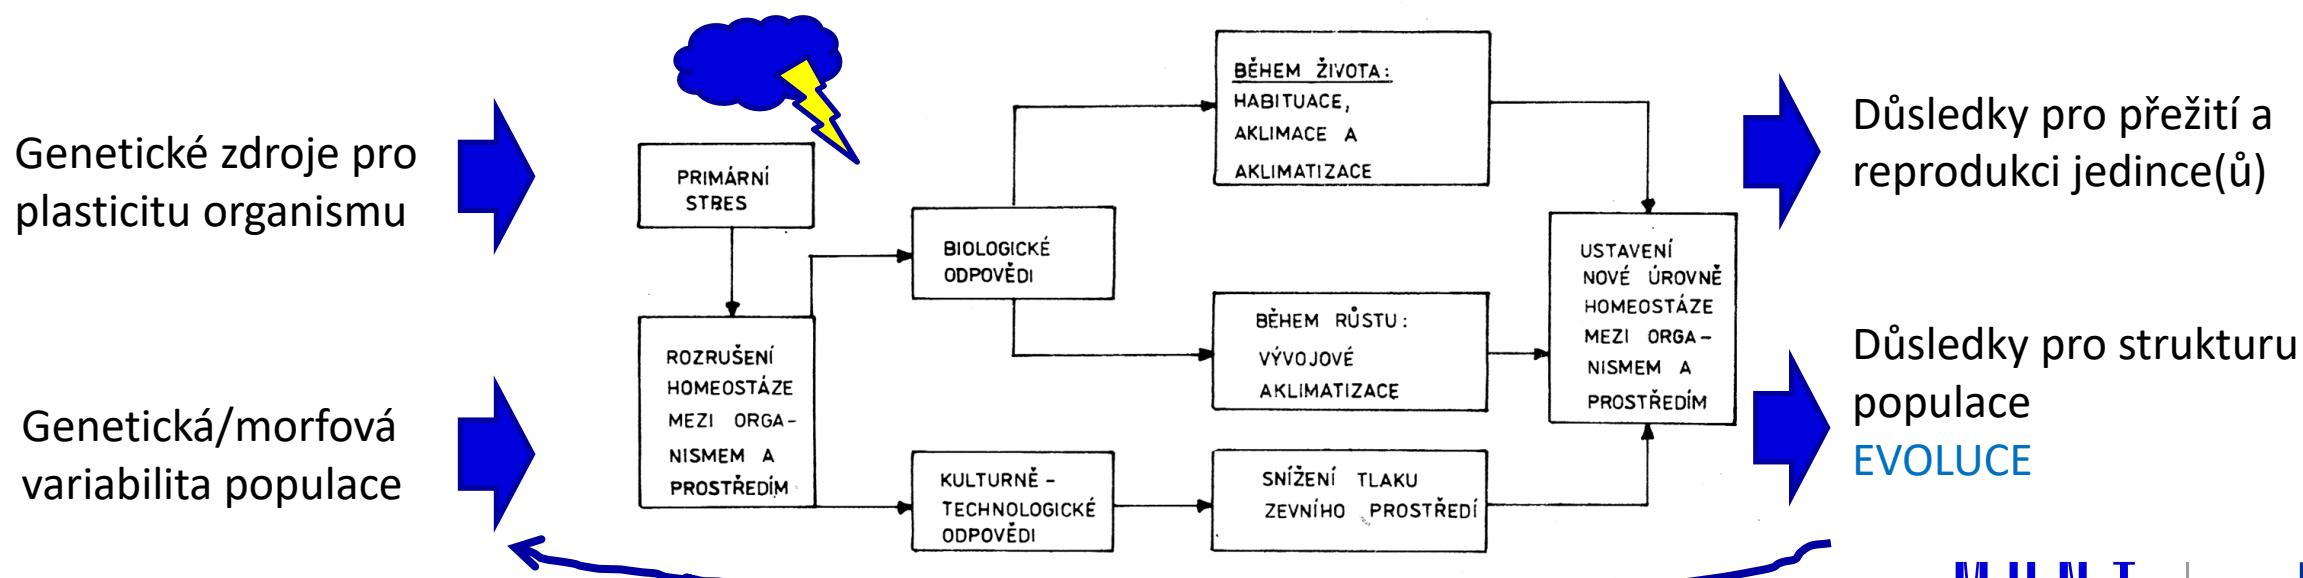 Genetické zdroje pro
plasticitu organismu
Genetická/morfová
variabilita populace
PRIMÁRNÍ
STRES
ROZRUŠENÍ
HOMEOSTÁZE
MEZI ORGA-
NISMEM A
PROSTŘEDÍM
BIOLOGICKÉ
ODPOVĚDI
KULTURNĚ -
TECHNOLOGICKÉ
ODPOVĚDI
BĚHEM ŽIVOTA:
HABITUACE,
AKLIMACE A
AKLIMATIZACE
BĚHEM RŮSTU:
VÝVOJOVÉ
AKLIMATIZACE
SNÍŽENÍ TLAKU
ZEVNÍHO PROSTŘEDÍ
USTAVENÍ
NOVÉ ÚROVNĚ
HOMEOSTÁZE
MEZI ORGA-
NISMEM A
PROSTŘEDÍM
Důsledky pro přežití a
reprodukci jedince(ů)
Důsledky pro strukturu
populace
EVOLUCE